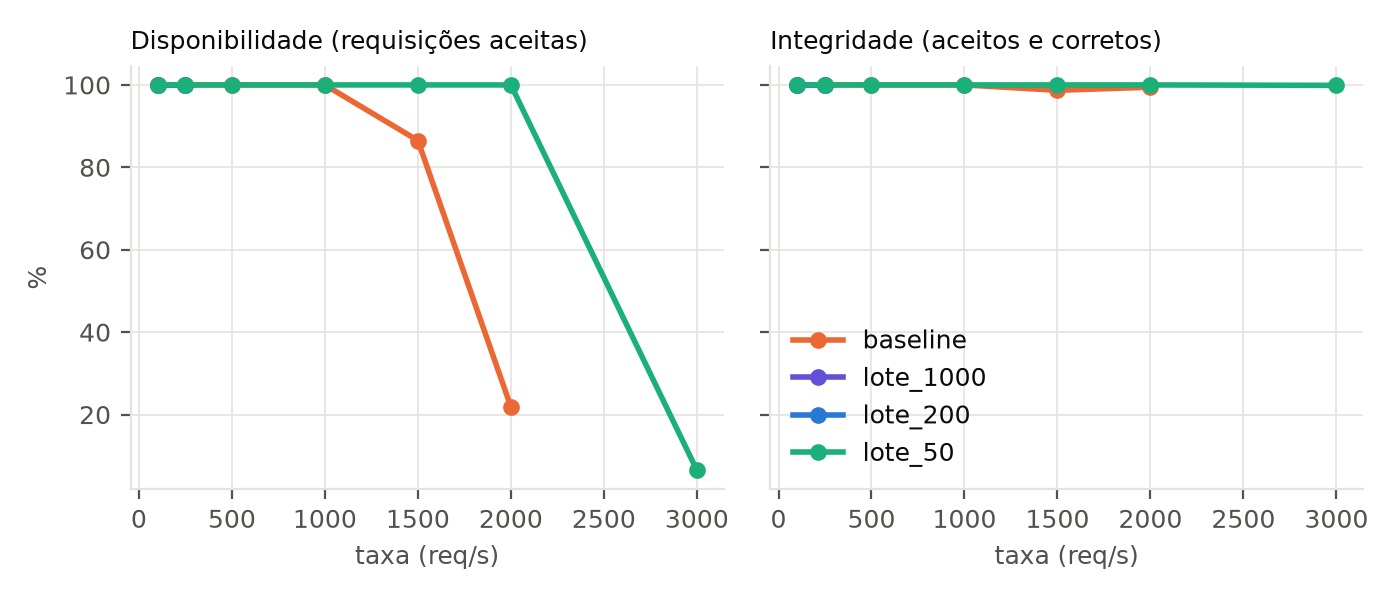 Disponibilidade (requisições aceitas)
100
80
60
40
20
%
0 500 1000 1500 2000 2500 3000
taxa (req/s)
Integridade (aceitos e corretos)
baseline
lote_1000
lote_200
lote_50
0 500 1000 1500 2000 2500 3000
taxa (req/s)